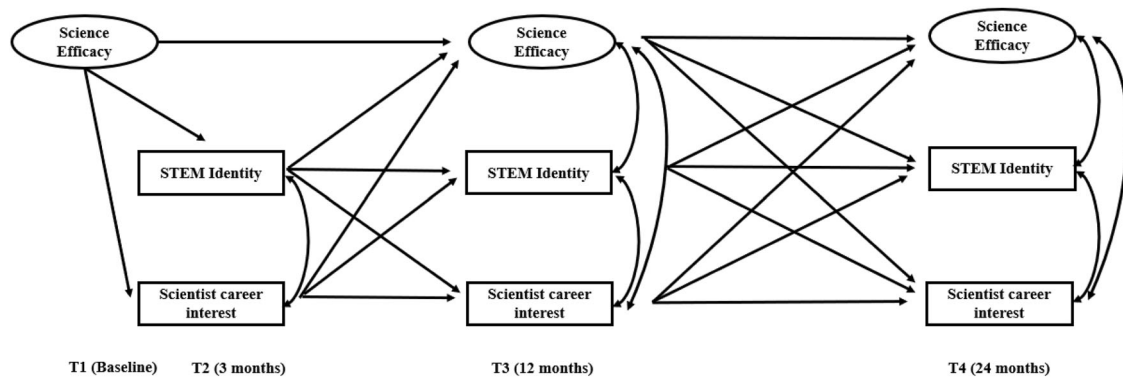 Science
Efficacy
Science
Efficacy
Science
Efficacy
STEM Identity
STEM Identity
STEM Identity
Scientist career
interest
Scientist career
interest
Scientist career
interest
T1 (Baseline)
T2 (3 months)
T3 (12 months)
T4 (24 months)